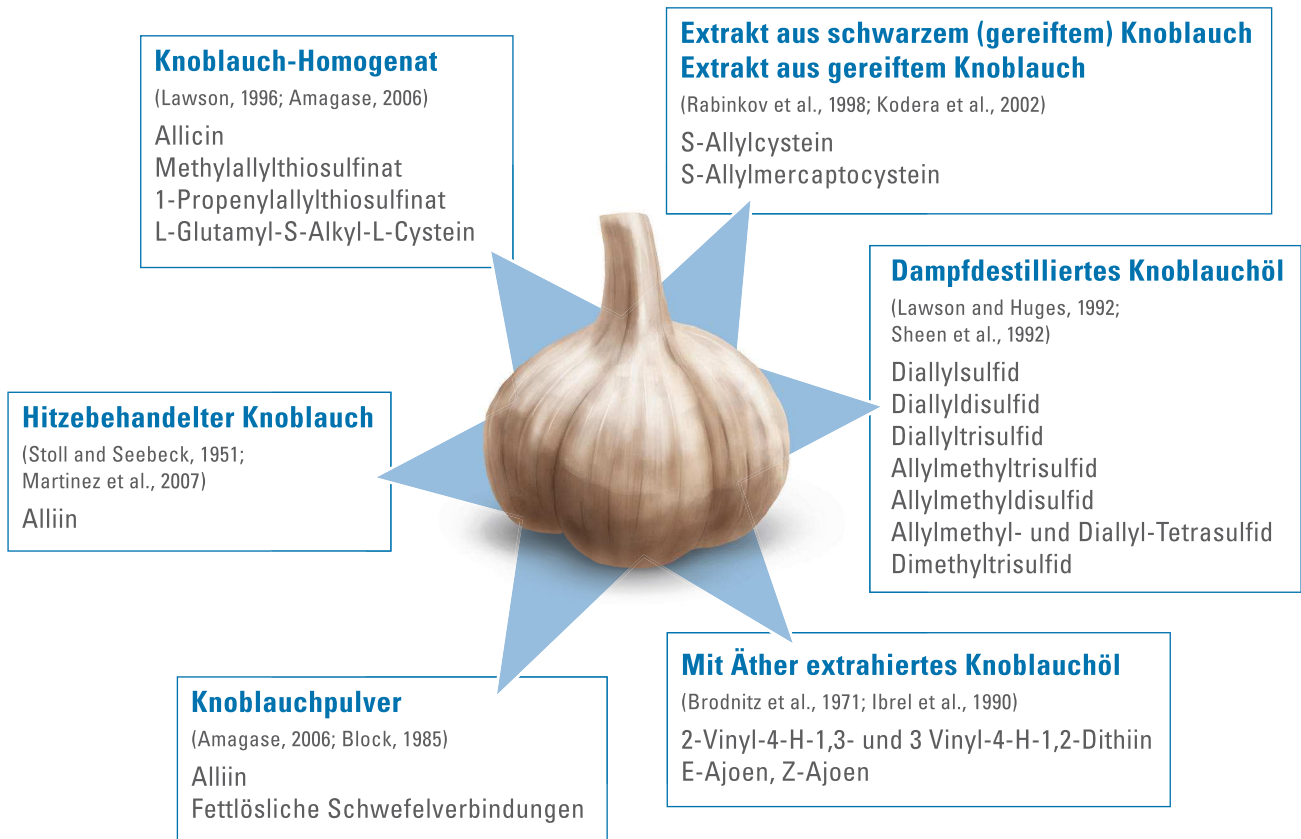 Knoblauch-Homogenat
(Lawson, 1996; Amagase, 2006)
Allicin
Methylallylthiosulfinat
1-Propenylallylthiosulfinat
L-Glutamyl-S-Alkyl-L-Cystein
Extrakt aus schwarzem (gereiftem) Knoblauch
Extrakt aus gereiftem Knoblauch
(Rabinkov et al., 1998; Kodera et al., 2002)
S-Allylcystein
S-Allylmercaptocystein
Dampfdestilliertes Knoblauchöl
(Lawson and Huges, 1992;
Sheen et al., 1992)
Diallylsulfid
Diallyldisulfid
Diallyltrisulfid
Allylmethyltrisulfid
Allylmethyldisulfid
Allylmethyl- und Diallyl-Tetrasulfid
Dimethyltrisulfid
Hitzebehandelter Knoblauch
(Stoll and Seebeck, 1951;
Martinez et al., 2007)
Alliin
Mit Äther extrahiertes Knoblauchöl
(Brodnitz et al., 1971; Ibrel et al., 1990)
2-Vinyl-4-H-1,3- und 3 Vinyl-4-H-1,2-Dithiin
E-Ajoen, Z-Ajoen
Knoblauchpulver
(Amagase, 2006; Block, 1985)
Alliin
Fettlösliche Schwefelverbindungen